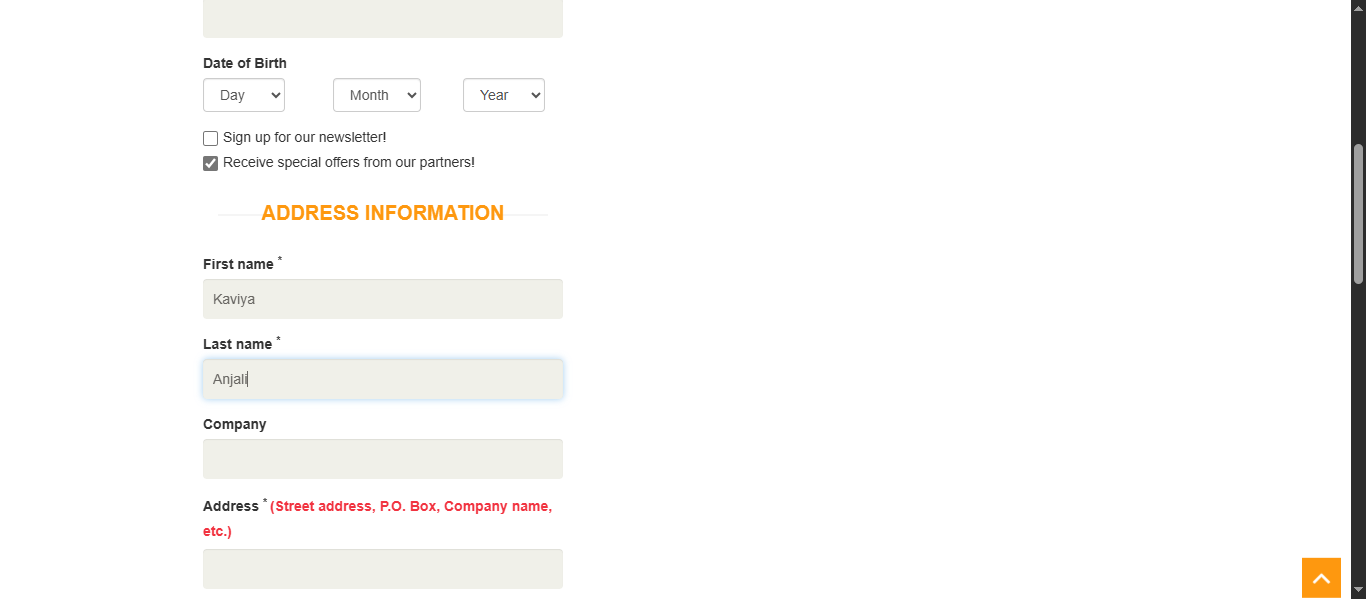 Date of Birth
Day Month Year
Sign up for our newsletter!
Receive special offers from our partners!
ADDRESS INFORMATION
First name *
Kaviya
Last name *
Anjali
Company
Address * (Street address, P.O. Box, Company name,
etc.)